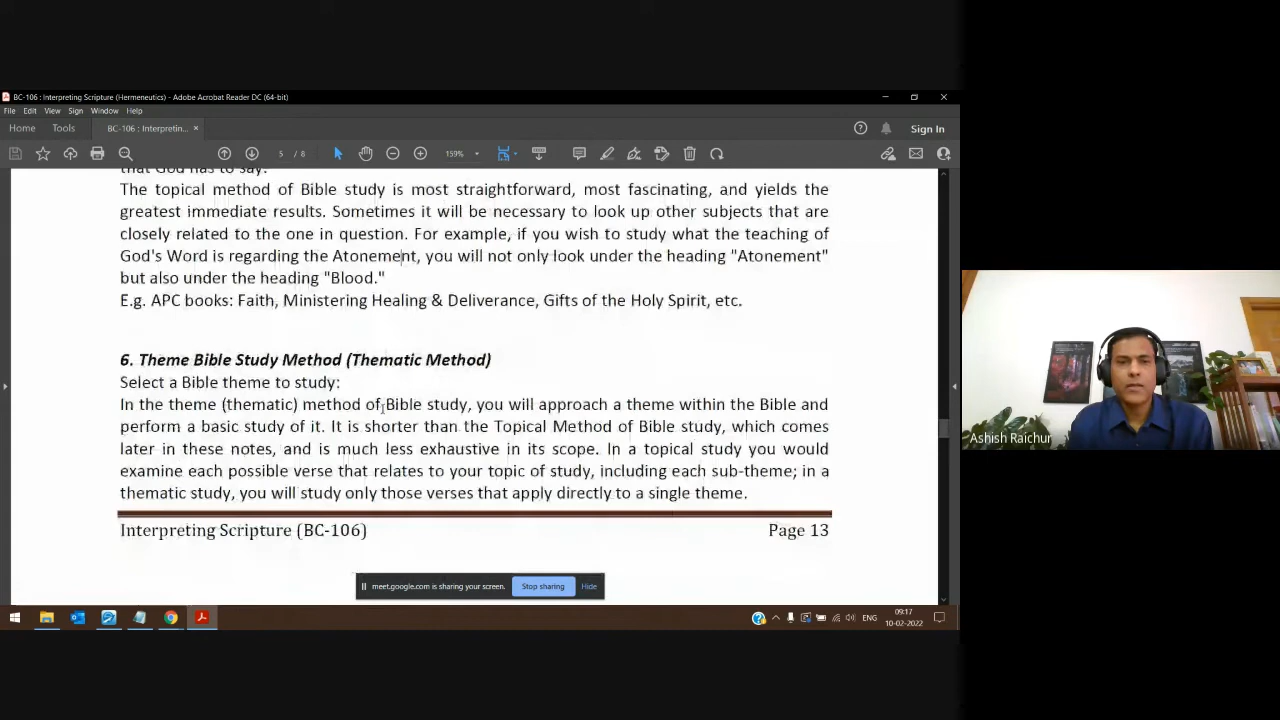 BC-106 : Interpreting Scripture (Hermeneutics) - Adobe Acrobat Reader DC (64-bit)
File Edit View Sign Window Help
Home Tools BC-106 : Interpretin... × Sign In
5 / 8 159%
that God has to say.
The topical method of Bible study is most straightforward, most fascinating, and yields the
greatest immediate results. Sometimes it will be necessary to look up other subjects that are
closely related to the one in question. For example, if you wish to study what the teaching of
God's Word is regarding the Atonement, you will not only look under the heading "Atonement"
but also under the heading "Blood."
E.g. APC books: Faith, Ministering Healing & Deliverance, Gifts of the Holy Spirit, etc.
6. Theme Bible Study Method (Thematic Method)
Select a Bible theme to study:
In the theme (thematic) method of Bible study, you will approach a theme within the Bible and
perform a basic study of it. It is shorter than the Topical Method of Bible study, which comes
later in these notes, and is much less exhaustive in its scope. In a topical study you would
examine each possible verse that relates to your topic of study, including each sub-theme; in a
thematic study, you will study only those verses that apply directly to a single theme.
Interpreting Scripture (BC-106) Page 13
meet.google.com is sharing your screen. Stop sharing Hide
ENG
09:17
10-02-2022
Ashish Raichur